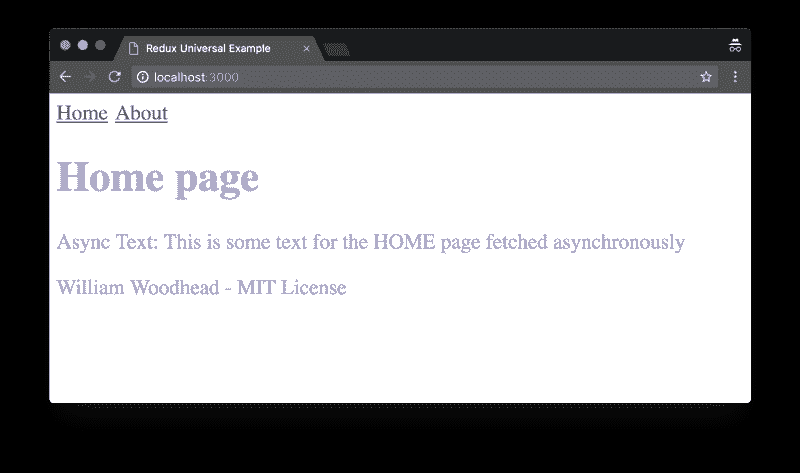 Redux Universal Example
localhost:3000
Home About
Home page
Async Text: This is some text for the HOME page fetched asynchronously
William Woodhead - MIT License